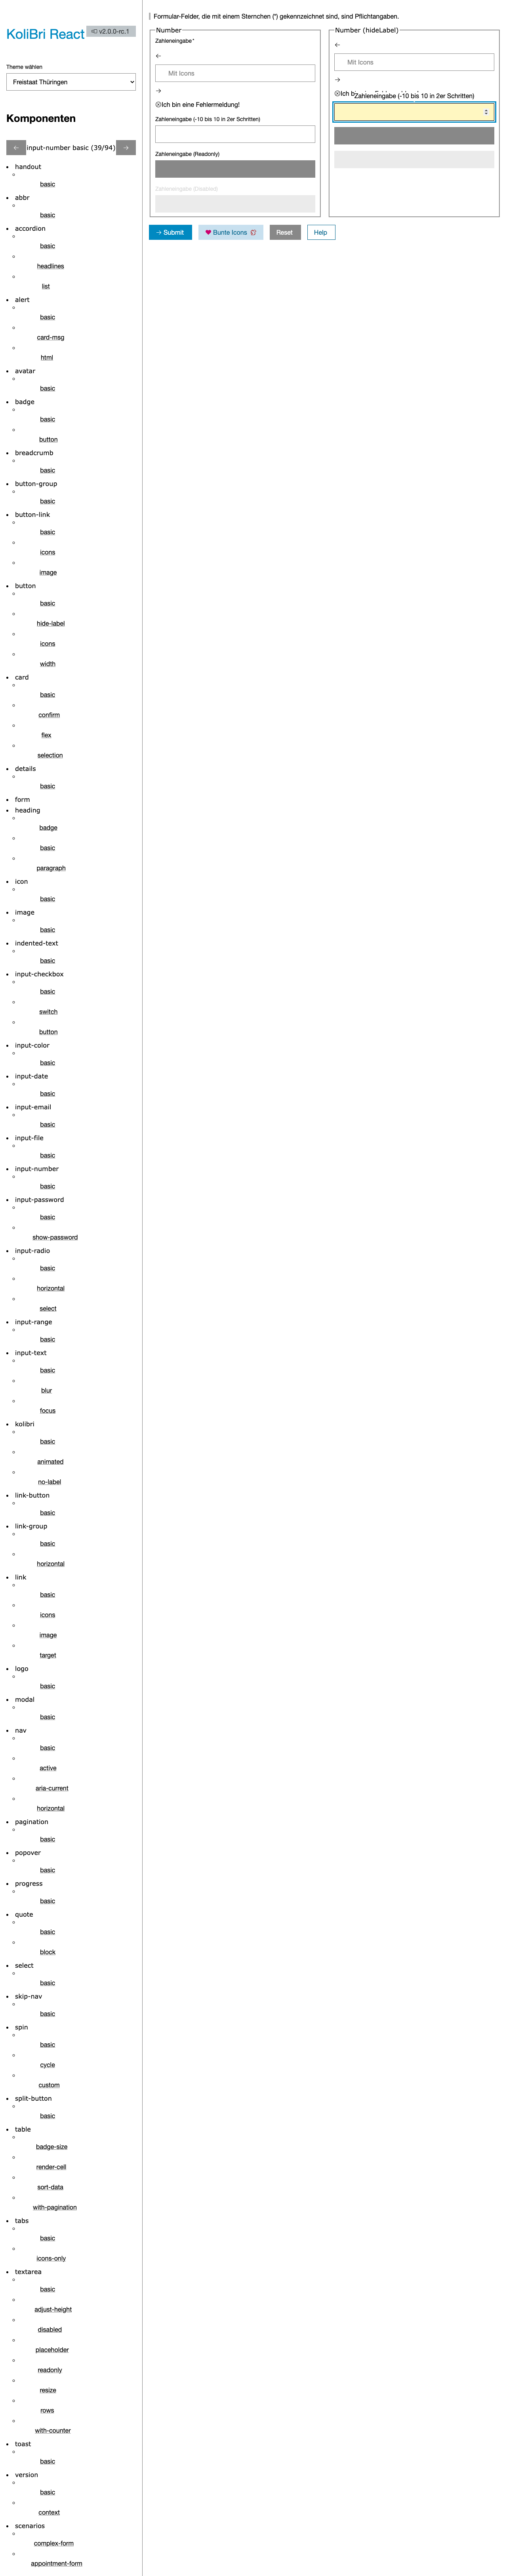 KoliBri React
v2.0.0-rc.1
Theme wählen
Freistaat Thüringen
Komponenten
input-number basic (39/94)
handout
basic
abbr
basic
accordion
basic
headlines
list
alert
basic
card-msg
html
avatar
basic
badge
basic
button
breadcrumb
basic
button-group
basic
button-link
basic
icons
image
button
basic
hide-label
icons
width
card
basic
confirm
flex
selection
details
basic
form
heading
badge
basic
paragraph
icon
basic
image
basic
indented-text
basic
input-checkbox
basic
switch
button
input-color
basic
input-date
basic
input-email
basic
input-file
basic
input-number
basic
input-password
basic
show-password
input-radio
basic
horizontal
select
input-range
basic
input-text
basic
blur
focus
kolibri
basic
animated
no-label
link-button
basic
link-group
basic
horizontal
link
basic
icons
image
target
logo
basic
modal
basic
nav
basic
active
aria-current
horizontal
pagination
basic
popover
basic
progress
basic
quote
basic
block
select
basic
skip-nav
basic
spin
basic
cycle
custom
split-button
basic
table
badge-size
render-cell
sort-data
with-pagination
tabs
basic
icons-only
textarea
basic
adjust-height
disabled
placeholder
readonly
resize
rows
with-counter
toast
basic
version
basic
context
scenarios
complex-form
appointment-form
Formular-Felder, die mit einem Sternchen (*) gekennzeichnet sind, sind Pflichtangaben.
Number
Zahleneingabe*
Mit Icons
Ich bin eine Fehlermeldung!
Zahleneingabe (-10 bis 10 in 2er Schritten)
Zahleneingabe (Readonly)
Zahleneingabe (Disabled)
Number (hideLabel)
Mit Icons
Ich b
Zahleneingabe (-10 bis 10 in 2er Schritten)
Submit
Bunte Icons
Reset
Help